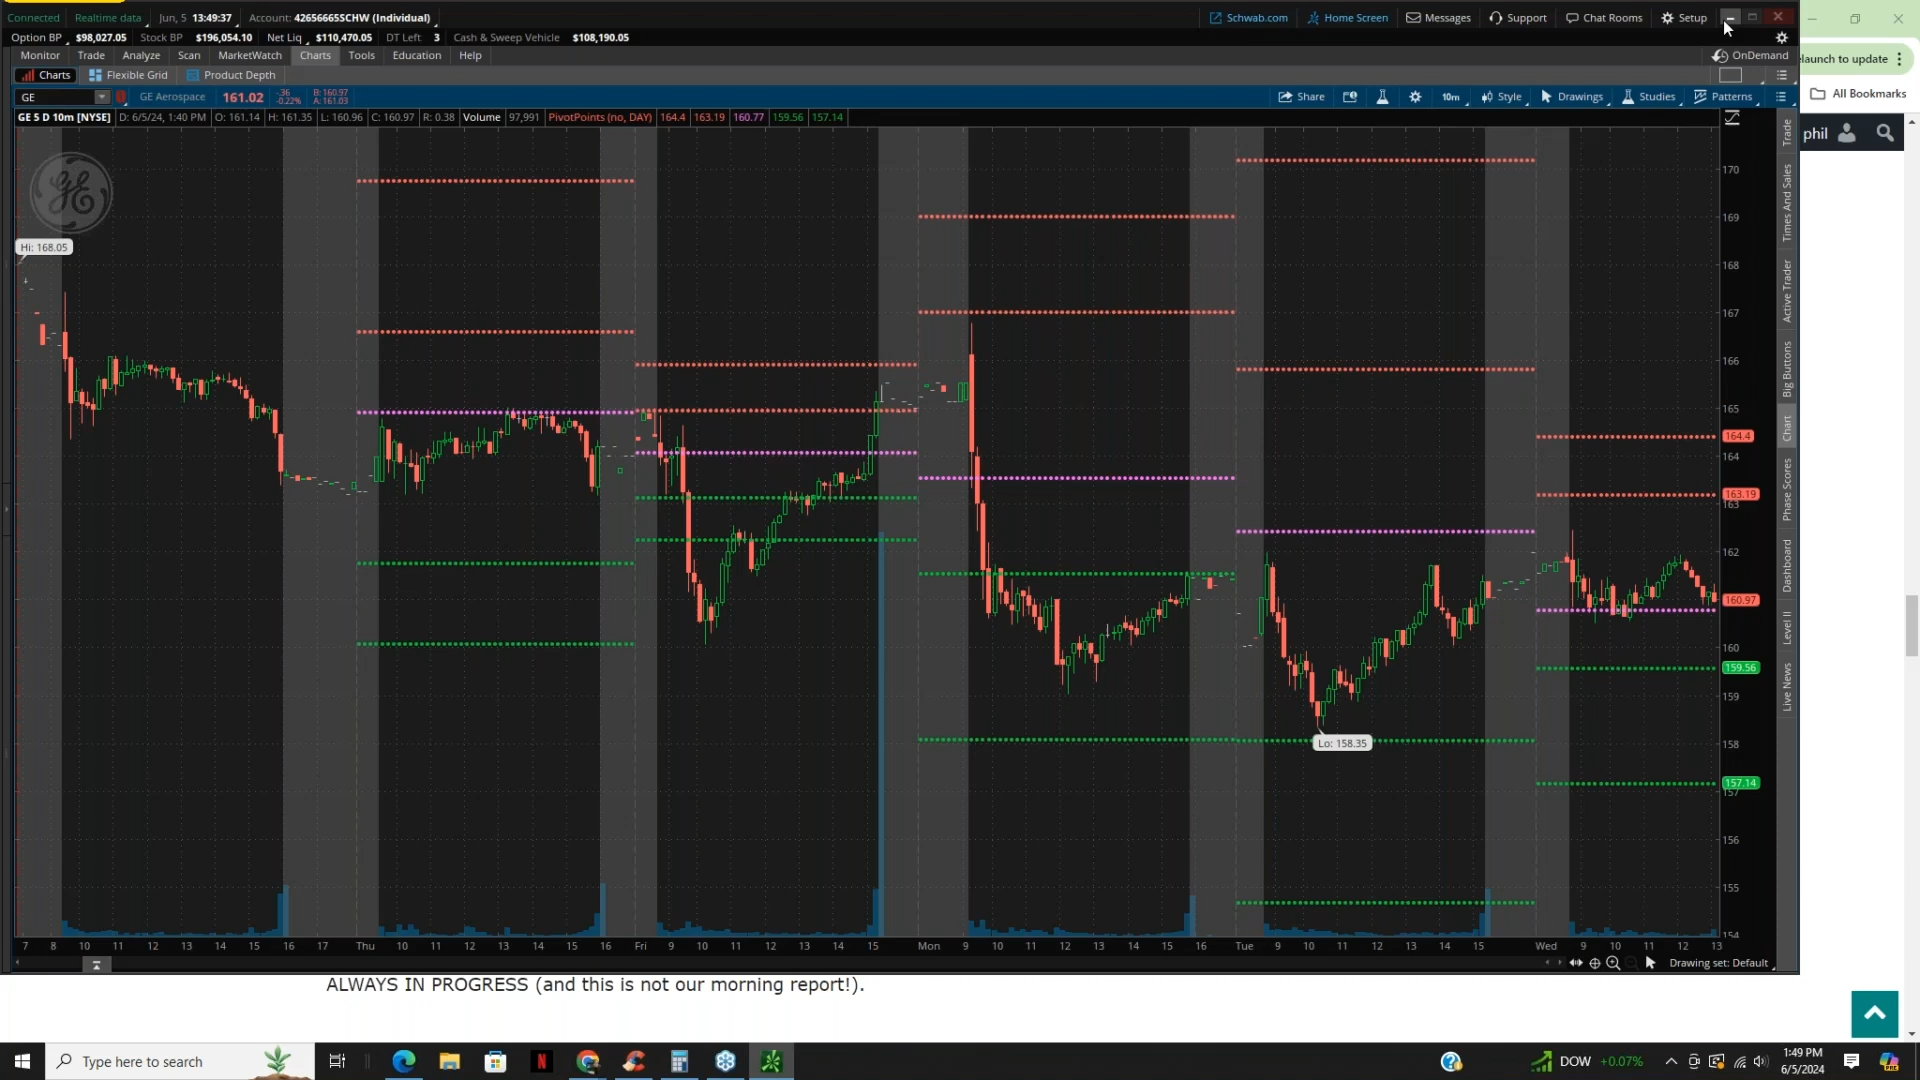 Connected Realtime data Jun, 5 13:49:37 Account: 42656665SCHW (Individual) Schwab.com Home Screen Messages Support Chat Rooms Setup
Option BP $98,027.05 Stock BP $196,054.10 Net Liq $110,470.05 DT Left 3 Cash & Sweep Vehicle $108,190.05
Monitor Trade Analyze Scan MarketWatch Charts Tools Education Help OnDemand
elaunch to update
Charts Flexible Grid Product Depth
All Bookmarks
GE GE Aerospace 161.02 -.36 -0.22% B: 160.97 A: 161.03 Share 10m Style Drawings Studies Patterns
GE 5 D 10m [NYSE] D: 6/5/24, 1:40 PM O: 161.14 H: 161.35 L: 160.96 C: 160.97 R: 0.38 Volume 97,991 PivotPoints (no, DAY) 164.4 163.19 160.77 159.56 157.14
phil
GE
Hi: 168.05
Lo: 158.35
170
169
168
167
166
165
164.4
164
163.19
163
162
160.97
160
159.56
159
158
157.14
157
156
155
154
Trade
Times And Sales
Active Trader
Big Buttons
Chart
Phase Scores
Dashboard
Level II
Live News
7 8 10 11 12 13 14 15 16 17 Thu 10 11 12 13 14 15 16 Fri 9 10 11 12 13 14 15 Mon 9 10 11 12 13 14 15 16 Tue 9 10 11 12 13 14 15 Wed 9 10 11 12 13
Drawing set: Default
ALWAYS IN PROGRESS (and this is not our morning report!).
Type here to search
DOW +0.07%
1:49 PM
6/5/2024